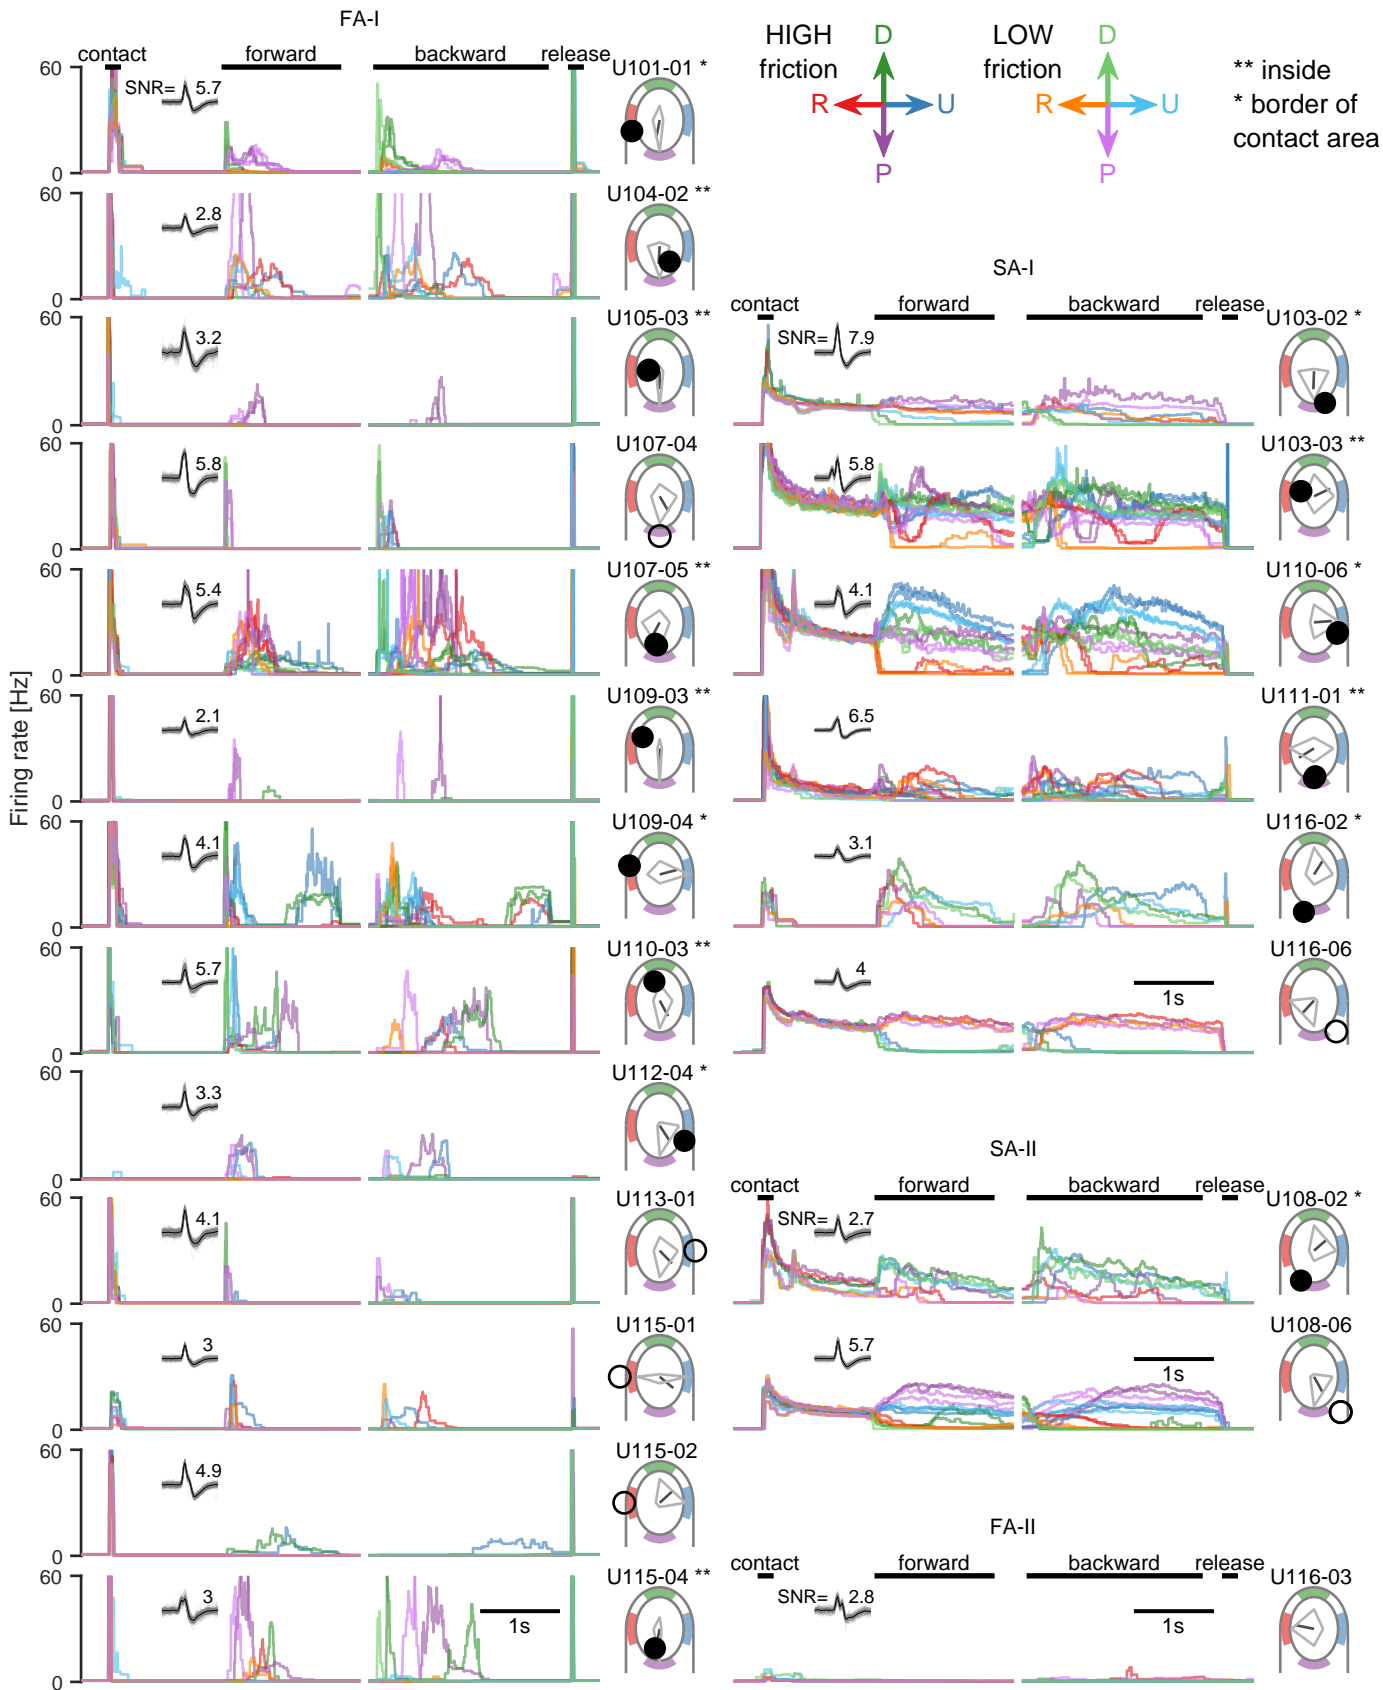 FA-I
contact forward backward release
60
SNR= 5.7
0
U101-01 *
HIGH friction
D
R U
P
LOW friction
D
R U
P
** inside
* border of
contact area
60
2.8
0
U104-02 **
3.2
60
0
U105-03 **
60
5.8
0
U107-04
60
5.4
0
U107-05 **
60
2.1
0
U109-03 **
60
4.1
0
U109-04 *
60
5.7
0
U110-03 **
60
3.3
0
U112-04 *
60
4.1
0
U113-01
60
3
0
U115-01
60
4.9
0
U115-02
60
3
1s
0
U115-04 **
Firing rate [Hz]
SA-I
contact forward backward release
SNR= 7.9
U103-02 *
5.8
U103-03 **
4.1
U110-06 *
6.5
U111-01 **
3.1
U116-02 *
4
1s
U116-06
SA-II
contact forward backward release
SNR= 2.7
U108-02 *
5.7
1s
U108-06
FA-II
contact forward backward release
SNR= 2.8
1s
U116-03